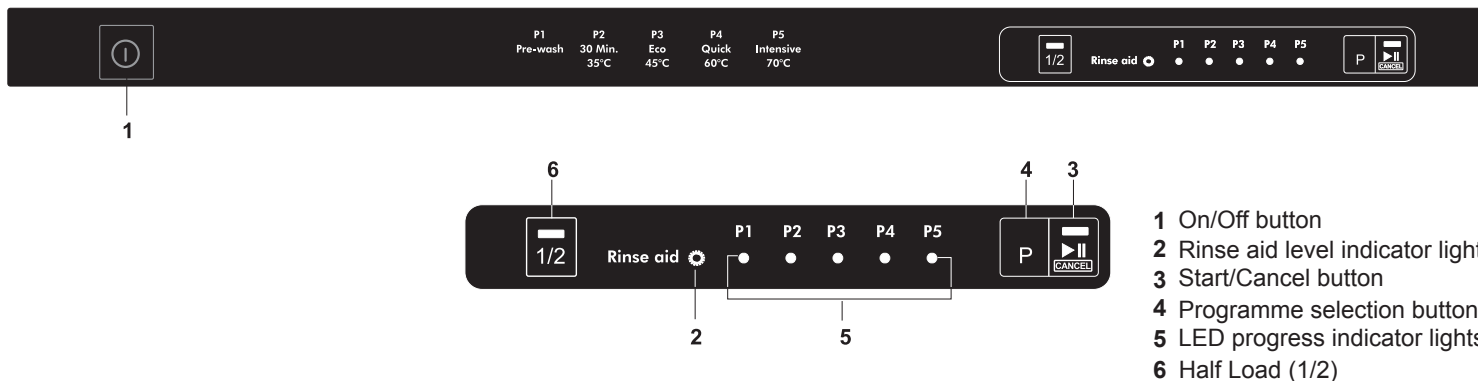 P1 P2 P3 P4 P5
Pre-wash 30 Min. Eco Quick Intensive
35°C 45°C 60°C 70°C
1/2 Rinse aid P1 P2 P3 P4 P5 P CANCEL
1
6 4 3
P1 P2 P3 P4 P5
1/2 Rinse aid P CANCEL
2 5
1 On/Off button
2 Rinse aid level indicator light
3 Start/Cancel button
4 Programme selection button
5 LED progress indicator lights
6 Half Load (1/2)